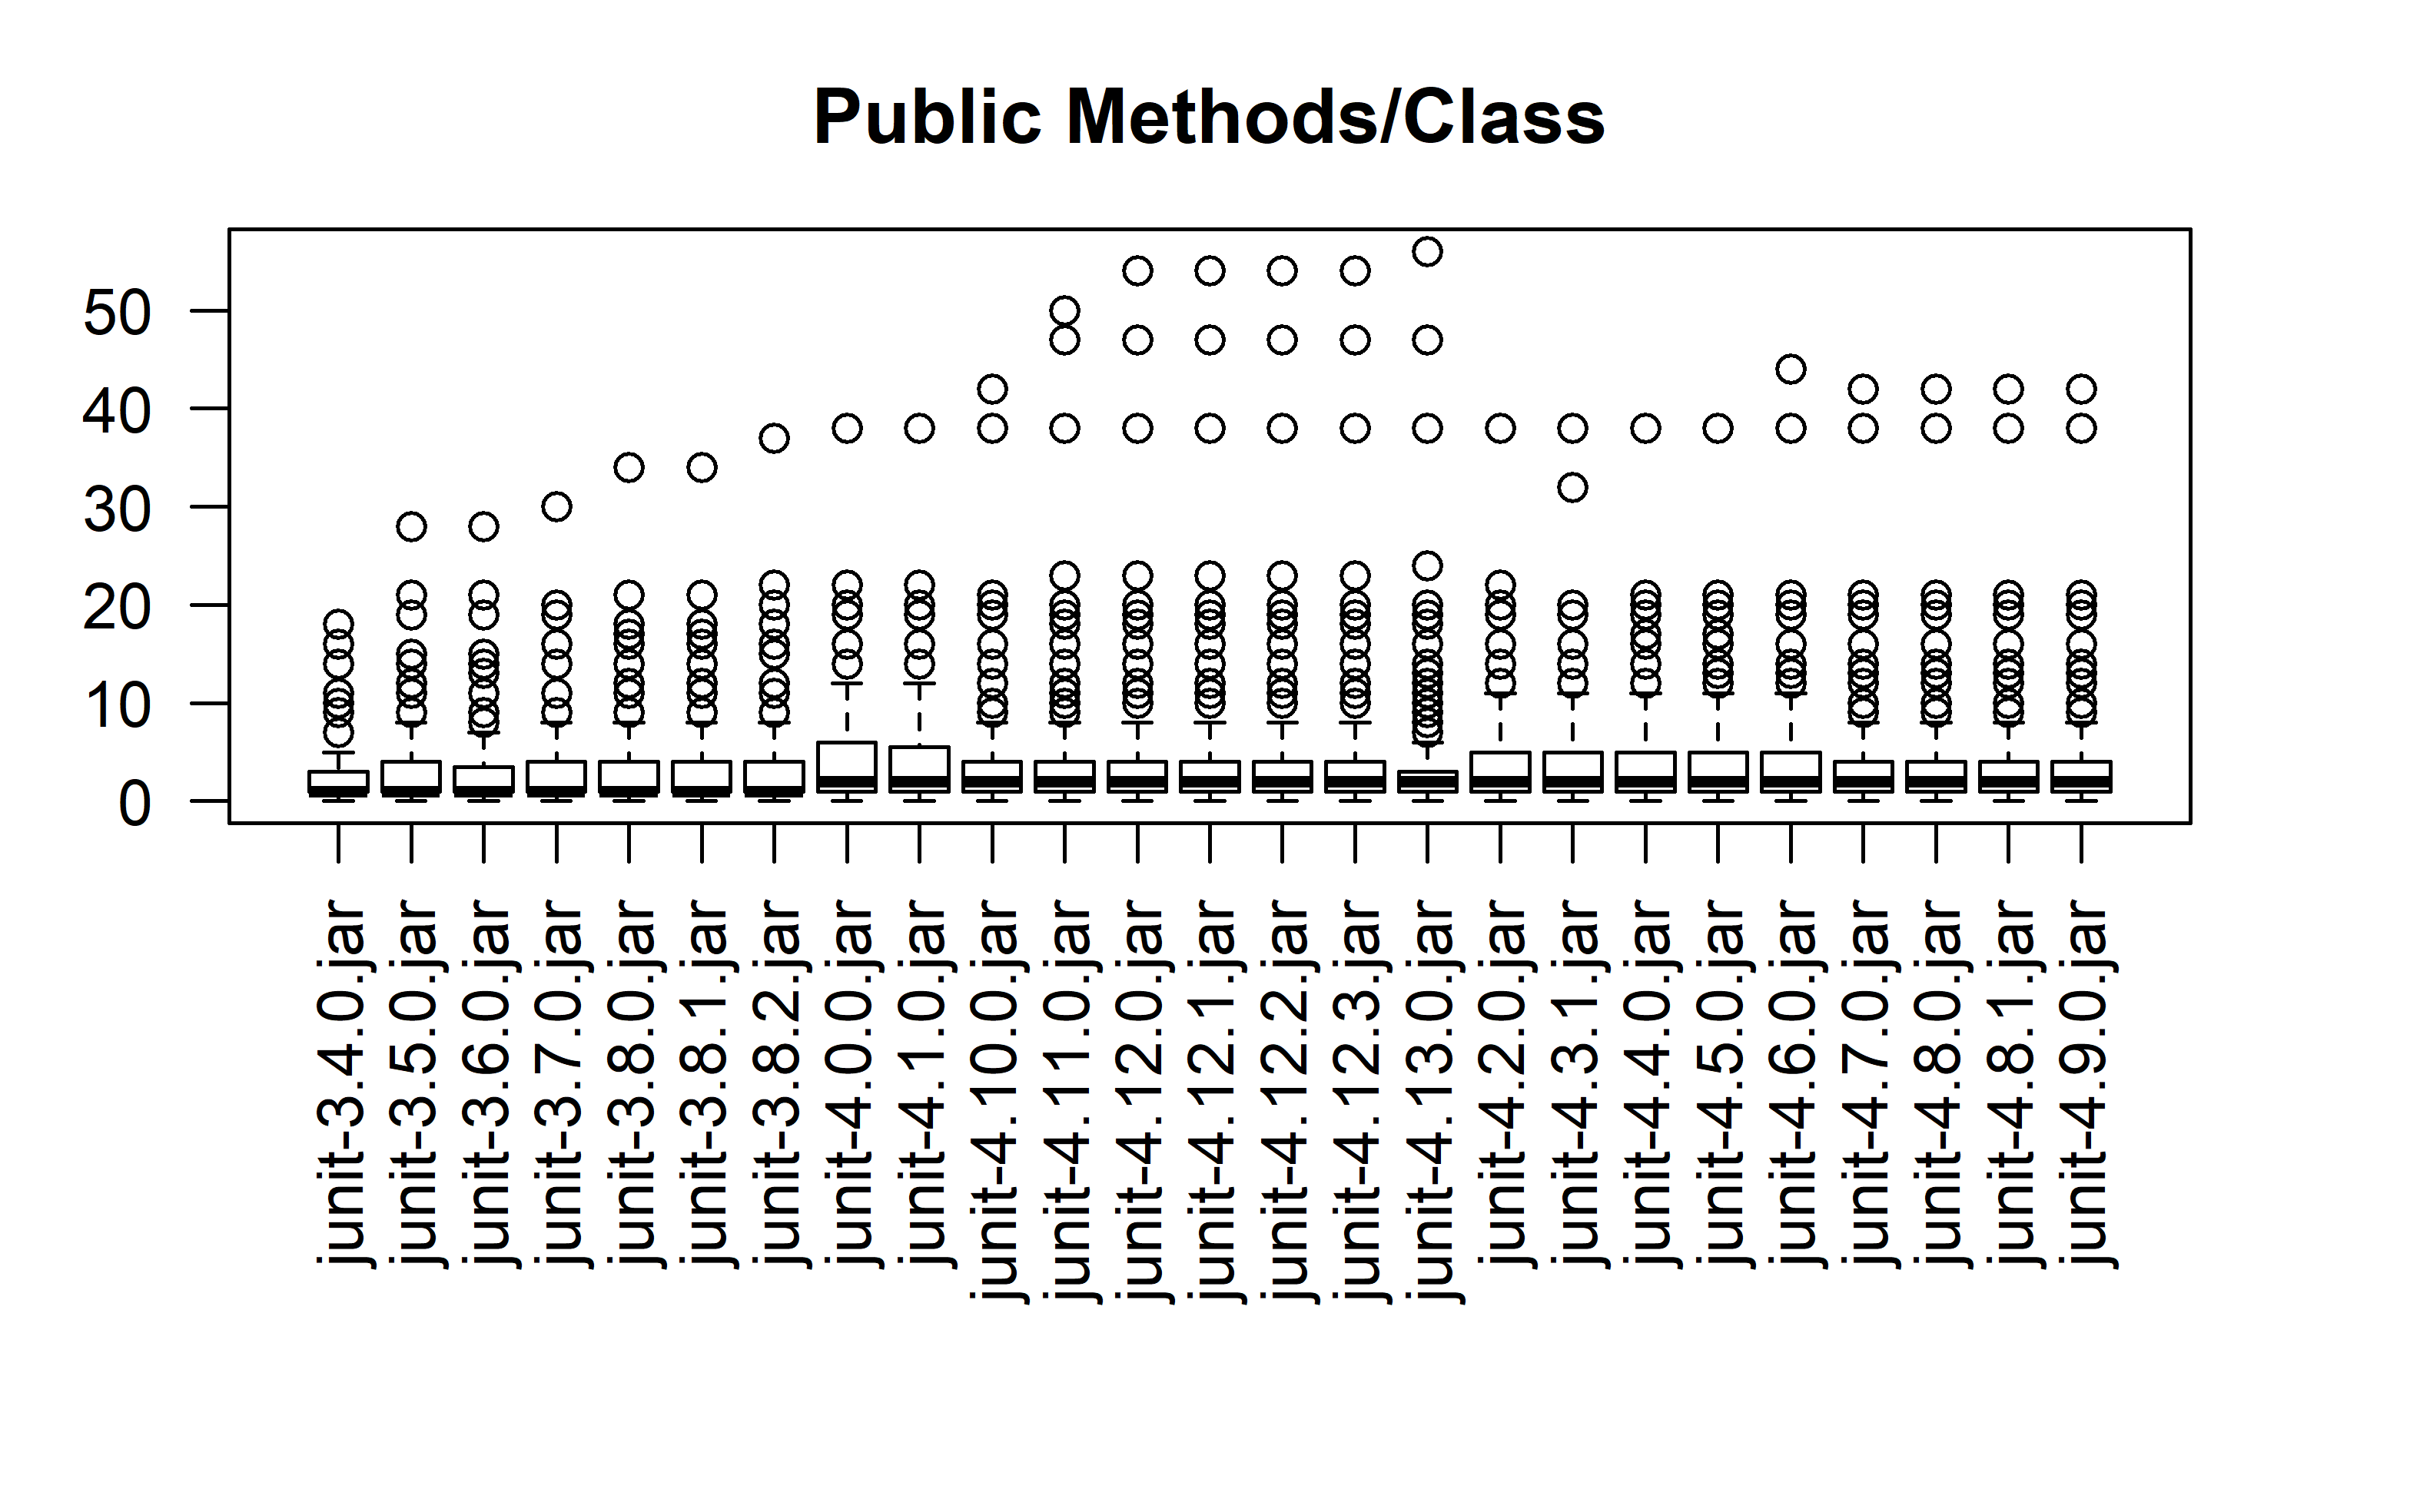 Public Methods/Class
50
40
30
20
10
0
junit-3.4.0.jar
junit-3.5.0.jar
junit-3.6.0.jar
junit-3.7.0.jar
junit-3.8.0.jar
junit-3.8.1.jar
junit-3.8.2.jar
junit-4.0.0.jar
junit-4.1.0.jar
junit-4.10.0.jar
junit-4.11.0.jar
junit-4.12.0.jar
junit-4.12.1.jar
junit-4.12.2.jar
junit-4.12.3.jar
junit-4.13.0.jar
junit-4.2.0.jar
junit-4.3.1.jar
junit-4.4.0.jar
junit-4.5.0.jar
junit-4.6.0.jar
junit-4.7.0.jar
junit-4.8.0.jar
junit-4.8.1.jar
junit-4.9.0.jar